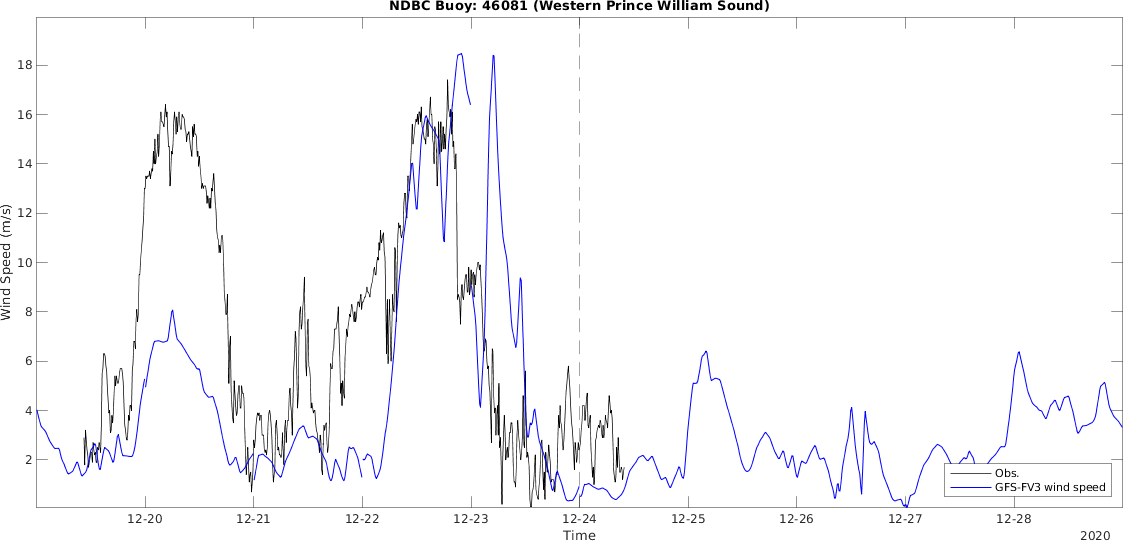 NDBC Buoy: 46081 (Western Prince William Sound)
18
16
14
12
10
8
6
4
2
Wind Speed (m/s)
Obs.
GFS-FV3 wind speed
12-20 12-21 12-22 12-23 12-24 12-25 12-26 12-27 12-28
Time
2020